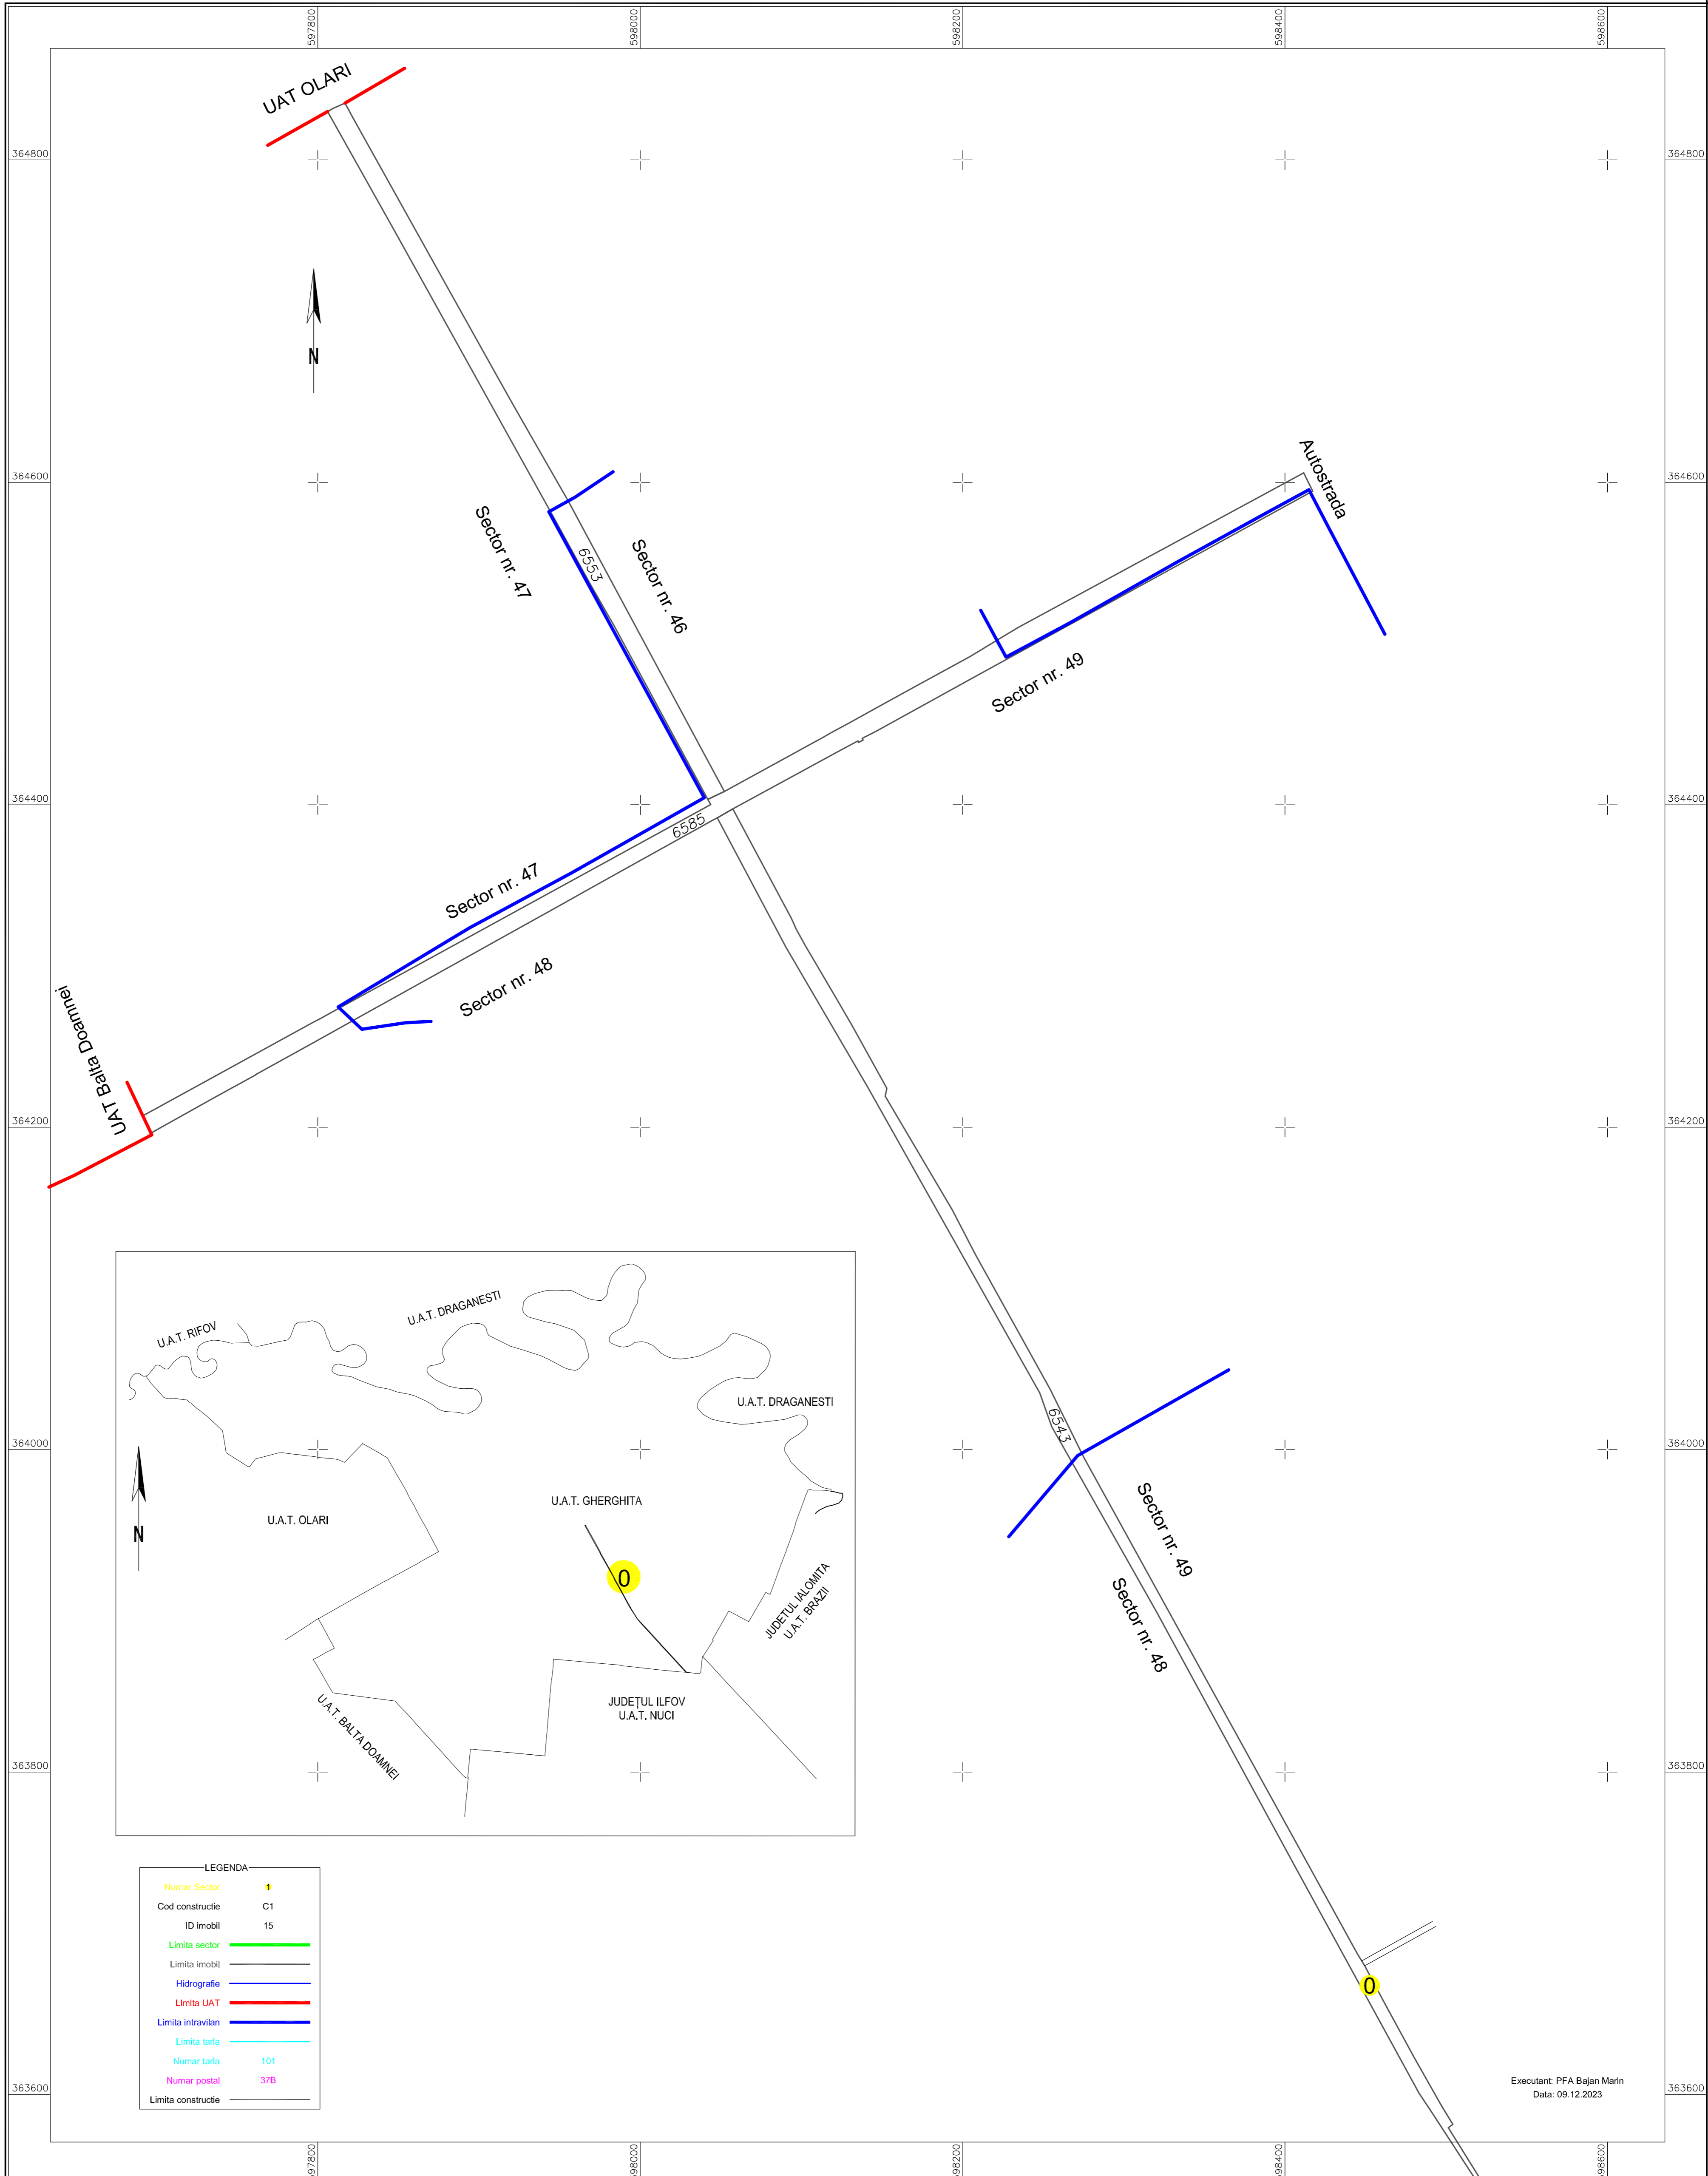 597800
598000
598200
598400
598600
UAT OLARI
364800
364800
N
364600
364600
Autostrada
Sector nr. 47
6553
Sector nr. 46
Sector nr. 49
364400
364400
6585
Sector nr. 47
Sector nr. 48
UAT Balta Doamnei
364200
364200
U.A.T. RIFOV
U.A.T. DRAGANESTI
U.A.T. DRAGANESTI
6543
364000
364000
Sector nr. 49
Sector nr. 48
N
U.A.T. OLARI
U.A.T. GHERGHITA
0
JUDEȚUL IALOMITA
U.A.T. BRAZII
JUDEȚUL ILFOV
U.A.T. NUCI
U.A.T. BALTA DOAMNEI
363800
363800
LEGENDA
Numar Sector 1
Cod constructie C1
ID imobil 15
Limita sector
Limita imobil
Hidrografie
Limita UAT
Limita intravilan
Limita tarla
Numar tarla 101
Numar postal 37B
Limita constructie
0
363600
363600
Executant: PFA Bajan Marin
Data: 09.12.2023
597800
598000
598200
598400
598600